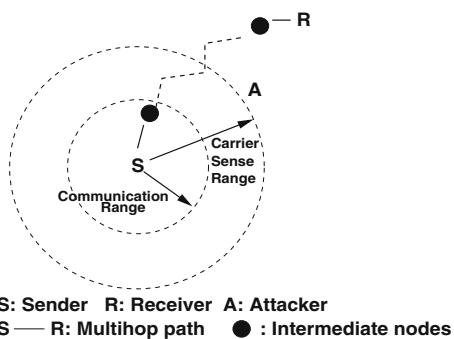 R
A
Carrier
Sense
Range
S
Communication
Range
S: Sender R: Receiver A: Attacker
S — R: Multihop path ● : Intermediate nodes